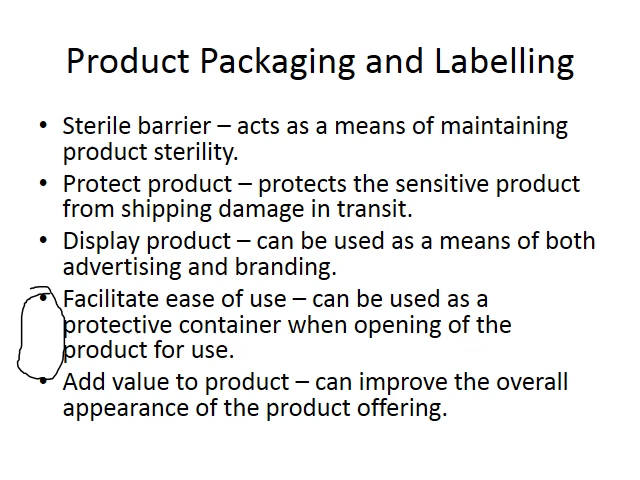 Product Packaging and Labelling
• Sterile barrier – acts as a means of maintaining
product sterility.
• Protect product – protects the sensitive product
from shipping damage in transit.
• Display product – can be used as a means of both
advertising and branding.
• Facilitate ease of use – can be used as a
protective container when opening of the
product for use.
• Add value to product – can improve the overall
appearance of the product offering.